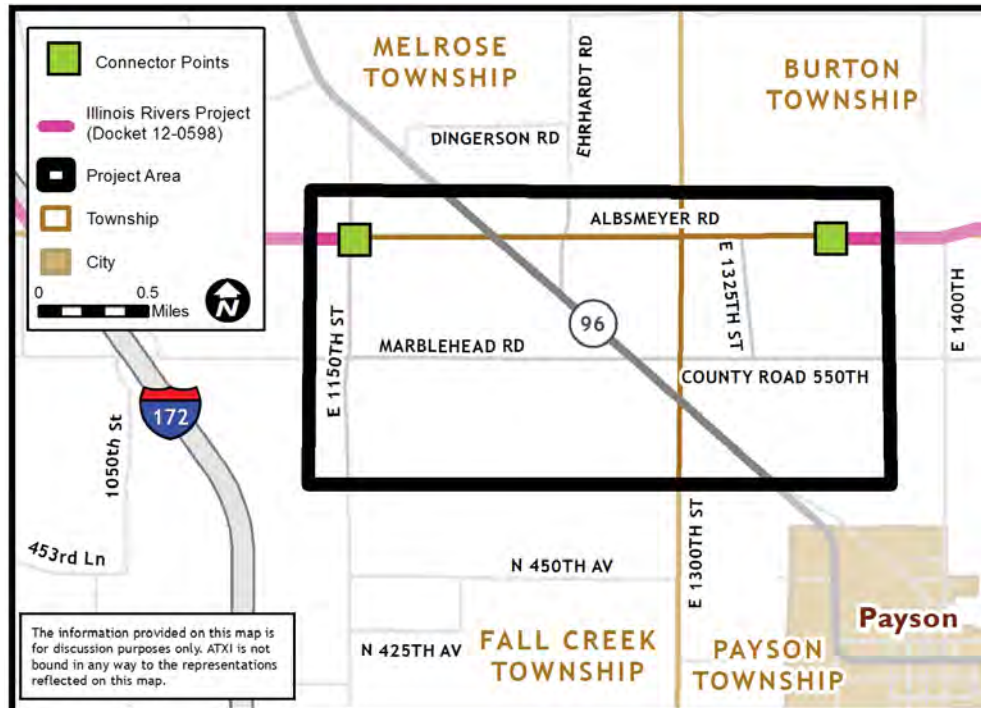 Connector Points
Illinois Rivers Project
(Docket 12-0598)
Project Area
Township
City
0 0.5
Miles
N
MELROSE
TOWNSHIP
BURTON
TOWNSHIP
EHRHARDT RD
DINGERSON RD
ALBSMEYER RD
E 1325TH ST
E 1400TH
96
MARBLEHEAD RD
E 1150TH ST
COUNTY ROAD 550TH
172
1050th St
453rd Ln
N 450TH AV
E 1300TH ST
N 425TH AV
FALL CREEK
TOWNSHIP
PAYSON
TOWNSHIP
Payson
The information provided on this map is
for discussion purposes only. ATXI is not
bound in any way to the representations
reflected on this map.